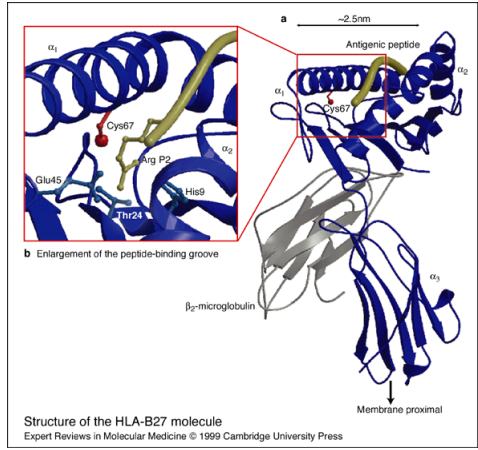 a
~2.5nm
Antigenic peptide
α1
α2
Cys67
α1
Cys67
Arg P2
α2
Glu45
His9
Thr24
b Enlargement of the peptide-binding groove
β2-microglobulin
α3
Membrane proximal
Structure of the HLA-B27 molecule
Expert Reviews in Molecular Medicine © 1999 Cambridge University Press